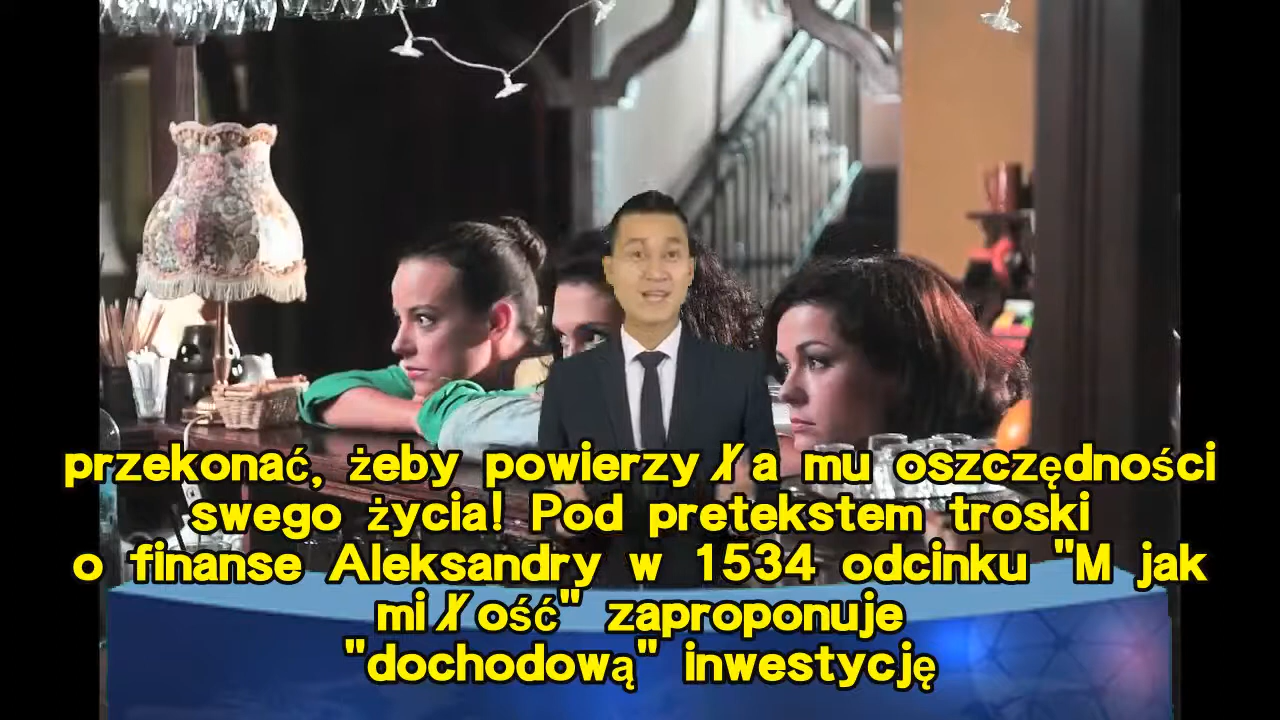 przekonać, żeby powierzyła mu oszczędności
swego życia! Pod pretekstem troski
o finanse Aleksandry w 1534 odcinku "M jak
miłość" zaproponuje
"dochodową" inwestycję